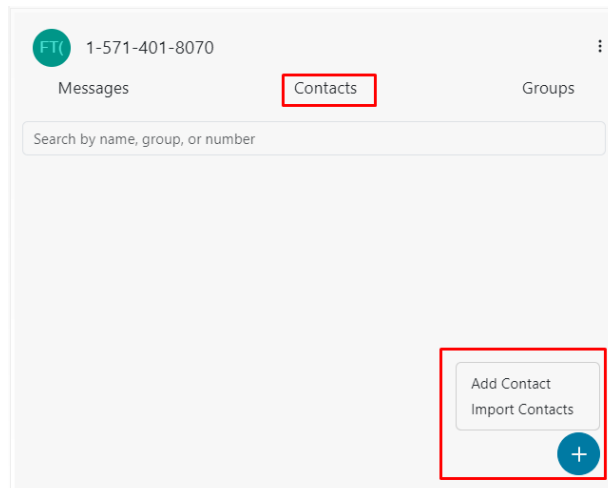 FT( 1-571-401-8070
Messages Contacts Groups
Search by name, group, or number
Add Contact
Import Contacts
+